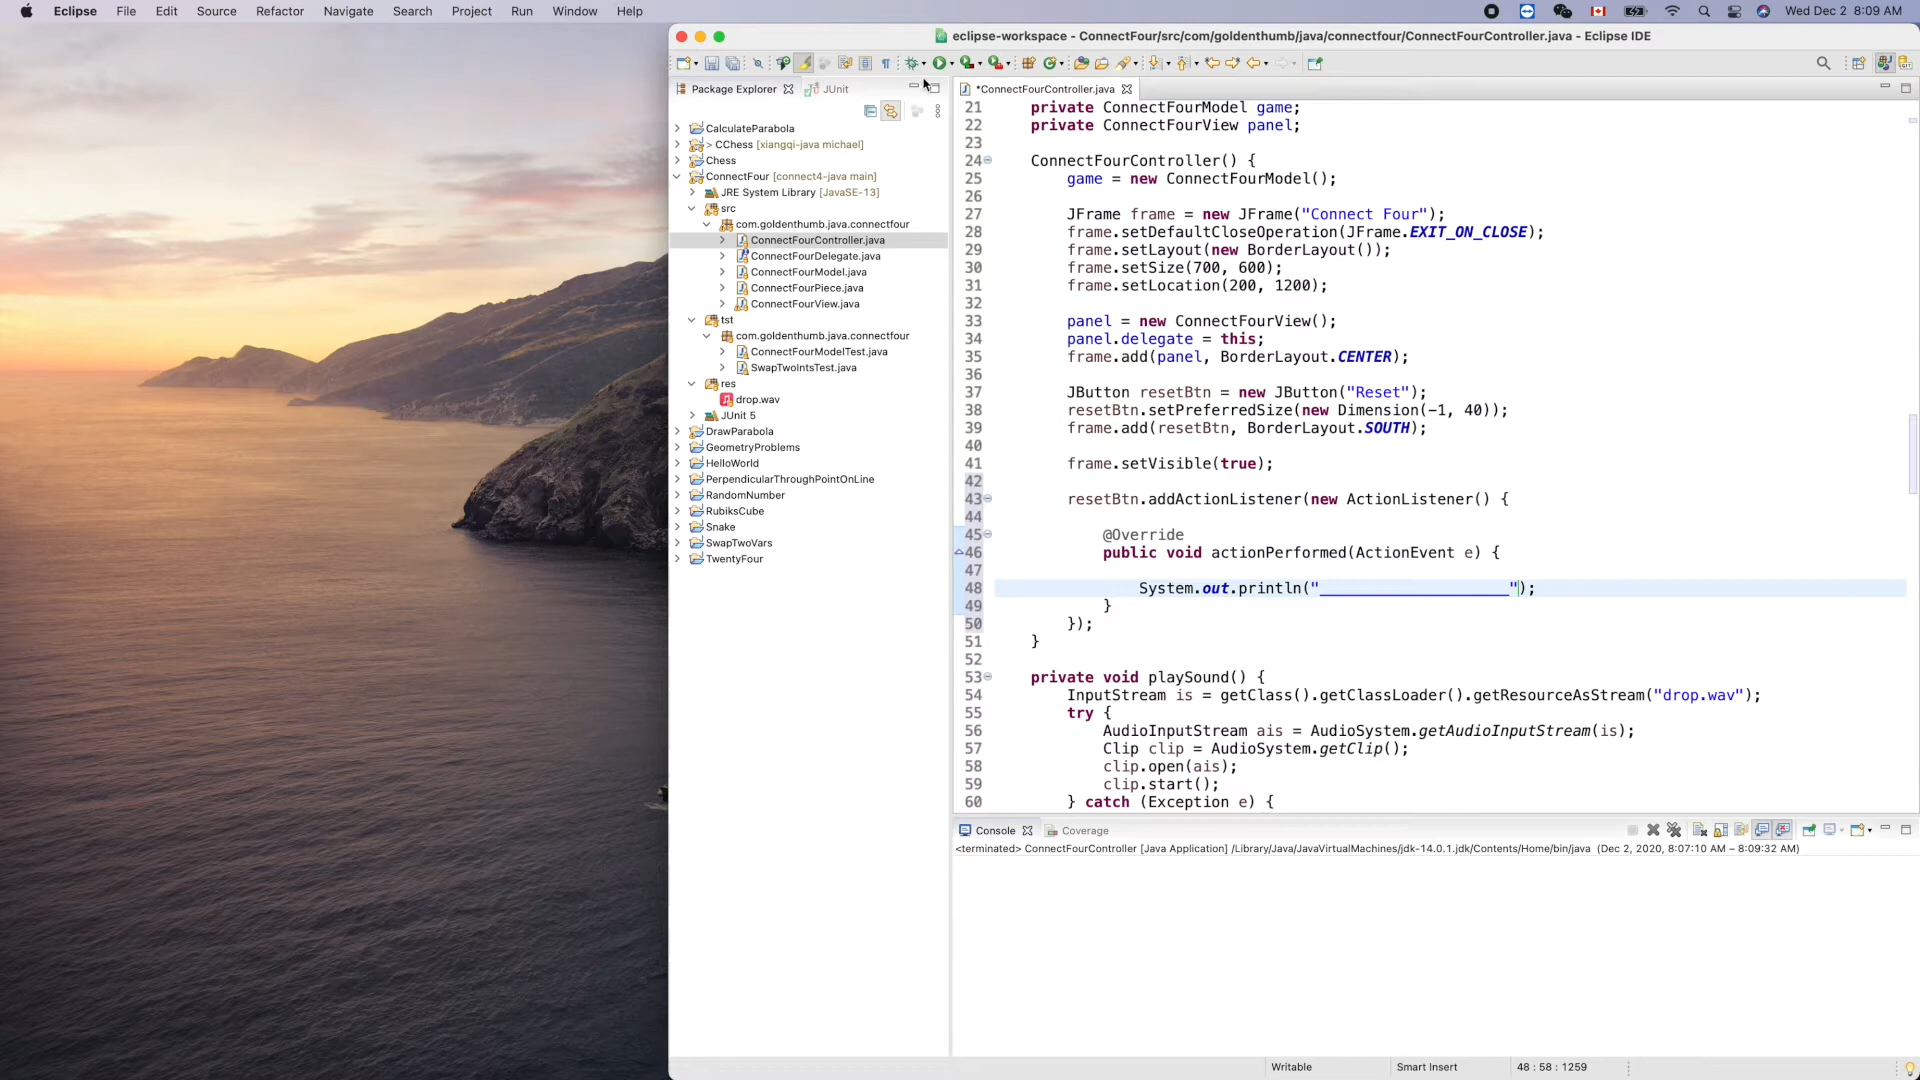 Eclipse File Edit Source Refactor Navigate Search Project Run Window Help Wed Dec 2 8:09 AM
eclipse-workspace - ConnectFour/src/com/goldenthumb/java/connectfour/ConnectFourController.java - Eclipse IDE
Package Explorer JUnit
CalculateParabola
> CChess [xiangqi-java michael]
Chess
ConnectFour [connect4-java main]
JRE System Library [JavaSE-13]
src
com.goldenthumb.java.connectfour
ConnectFourController.java
ConnectFourDelegate.java
ConnectFourModel.java
ConnectFourPiece.java
ConnectFourView.java
tst
com.goldenthumb.java.connectfour
ConnectFourModelTest.java
SwapTwoIntsTest.java
res
drop.wav
JUnit 5
DrawParabola
GeometryProblems
HelloWorld
PerpendicularThroughPointOnLine
RandomNumber
RubiksCube
Snake
SwapTwoVars
TwentyFour
*ConnectFourController.java
21 private ConnectFourModel game;
22 private ConnectFourView panel;
23
24 ConnectFourController() {
25 game = new ConnectFourModel();
26
27 JFrame frame = new JFrame("Connect Four");
28 frame.setDefaultCloseOperation(JFrame.EXIT_ON_CLOSE);
29 frame.setLayout(new BorderLayout());
30 frame.setSize(700, 600);
31 frame.setLocation(200, 1200);
32
33 panel = new ConnectFourView();
34 panel.delegate = this;
35 frame.add(panel, BorderLayout.CENTER);
36
37 JButton resetBtn = new JButton("Reset");
38 resetBtn.setPreferredSize(new Dimension(-1, 40));
39 frame.add(resetBtn, BorderLayout.SOUTH);
40
41 frame.setVisible(true);
42
43 resetBtn.addActionListener(new ActionListener() {
44
45 @Override
46 public void actionPerformed(ActionEvent e) {
47
48 System.out.println("_____________________");
49 }
50 });
51 }
52
53 private void playSound() {
54 InputStream is = getClass().getClassLoader().getResourceAsStream("drop.wav");
55 try {
56 AudioInputStream ais = AudioSystem.getAudioInputStream(is);
57 Clip clip = AudioSystem.getClip();
58 clip.open(ais);
59 clip.start();
60 } catch (Exception e) {
Console Coverage
<terminated> ConnectFourController [Java Application] /Library/Java/JavaVirtualMachines/jdk-14.0.1.jdk/Contents/Home/bin/java (Dec 2, 2020, 8:07:10 AM – 8:09:32 AM)
Writable Smart Insert 48 : 58 : 1259